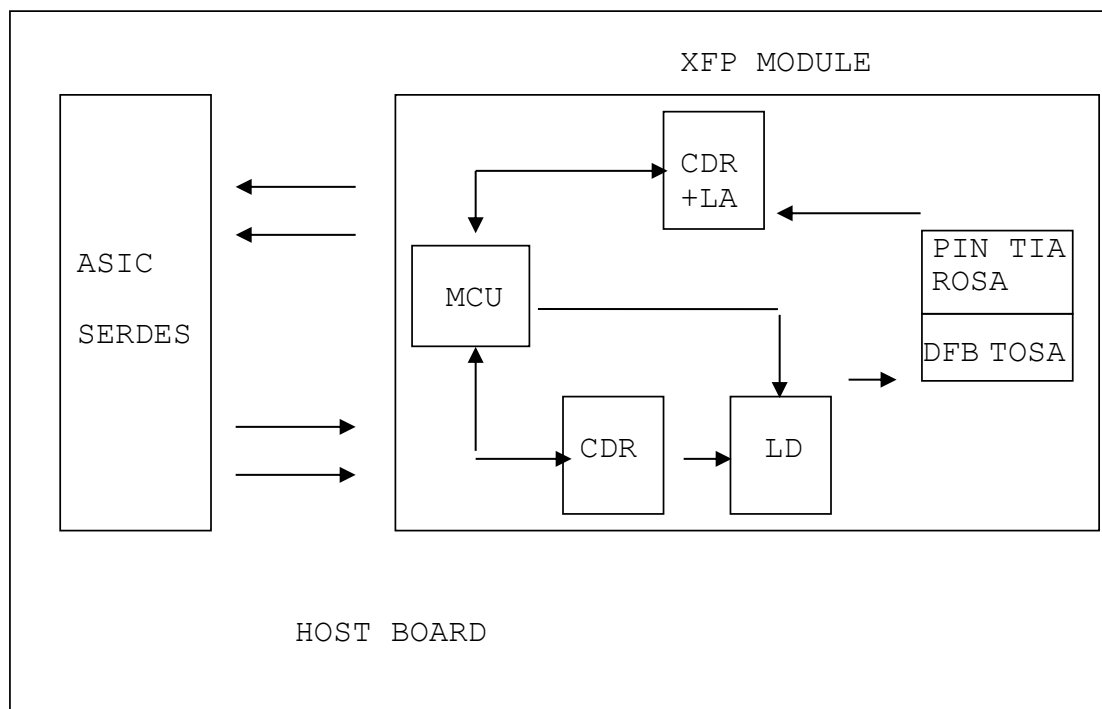 XFP MODULE
CDR
+LA
ASIC
SERDES
MCU
PIN TIA
ROSA
DFB TOSA
CDR
LD
HOST BOARD